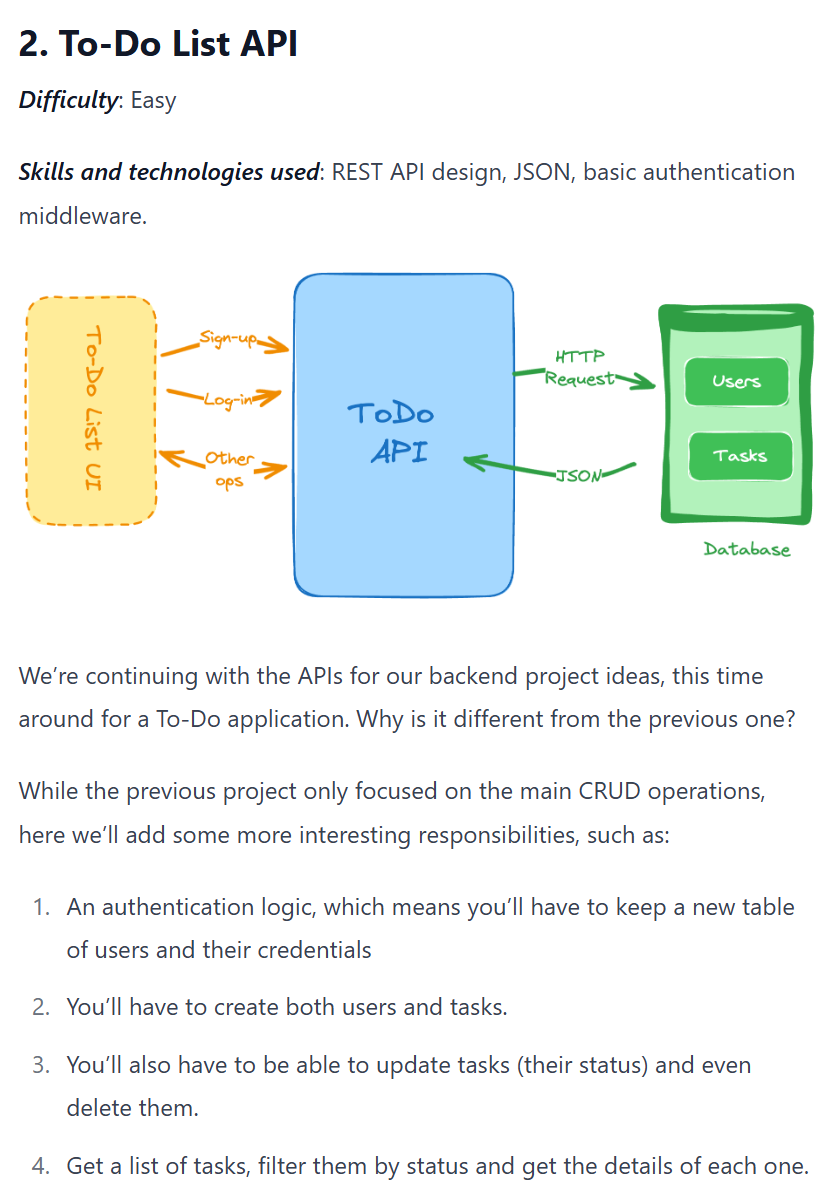 2. To-Do List API
Difficulty: Easy
Skills and technologies used: REST API design, JSON, basic authentication
middleware.
To-Do List UI
Sign-up
Log-in
Other
ops
ToDo
API
HTTP
Request
JSON
Users
Tasks
Database
We’re continuing with the APIs for our backend project ideas, this time
around for a To-Do application. Why is it different from the previous one?
While the previous project only focused on the main CRUD operations,
here we’ll add some more interesting responsibilities, such as:
1. An authentication logic, which means you’ll have to keep a new table
of users and their credentials
2. You’ll have to create both users and tasks.
3. You’ll also have to be able to update tasks (their status) and even
delete them.
4. Get a list of tasks, filter them by status and get the details of each one.